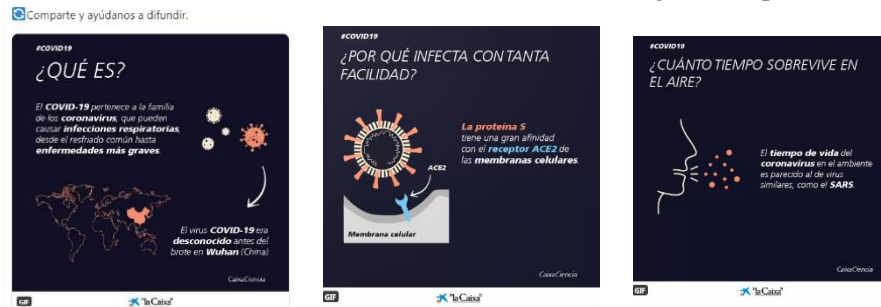 Comparte y ayúdanos a difundir.
#COVID19
¿QUÉ ES?
El COVID-19 pertenece a la familia
de los coronavirus, que pueden
causar infecciones respiratorias,
desde el resfriado común hasta
enfermedades más graves.
El virus COVID-19 era
desconocido antes del
brote en Wuhan (China)
CaixaCiencia
GIF
"la Caixa"
#COVID19
¿POR QUÉ INFECTA CON TANTA
FACILIDAD?
La proteína S
tiene una gran afinidad
con el receptor ACE2 de
las membranas celulares.
ACE2
Membrana celular
CaixaCiencia
GIF
"la Caixa"
#COVID19
¿CUÁNTO TIEMPO SOBREVIVE EN
EL AIRE?
El tiempo de vida del
coronavirus en el ambiente
es parecido al de virus
similares, como el SARS.
CaixaCiencia
GIF
"la Caixa"